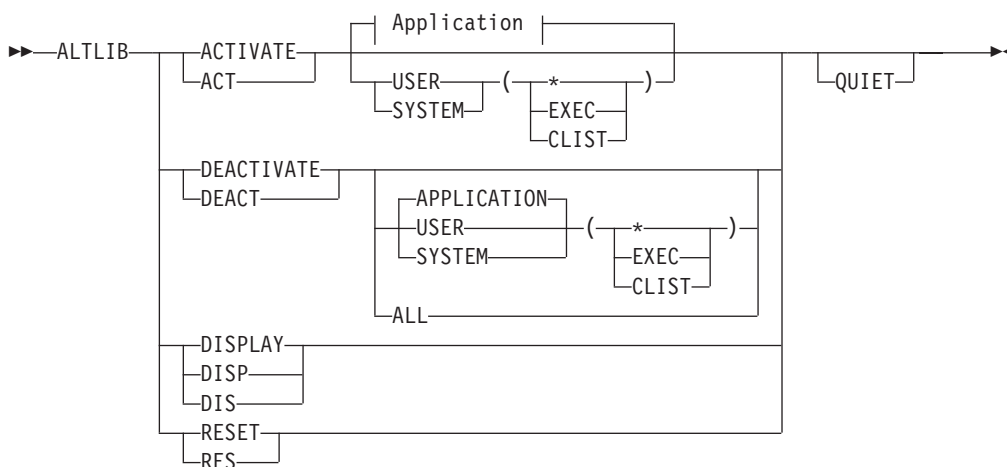 Application
ALTLIB ACTIVATE
ACT USER ( * ) QUIET
SYSTEM EXEC
CLIST
DEACTIVATE
DEACT APPLICATION
USER ( * )
SYSTEM EXEC
CLIST
ALL
DISPLAY
DISP
DIS
RESET
RES